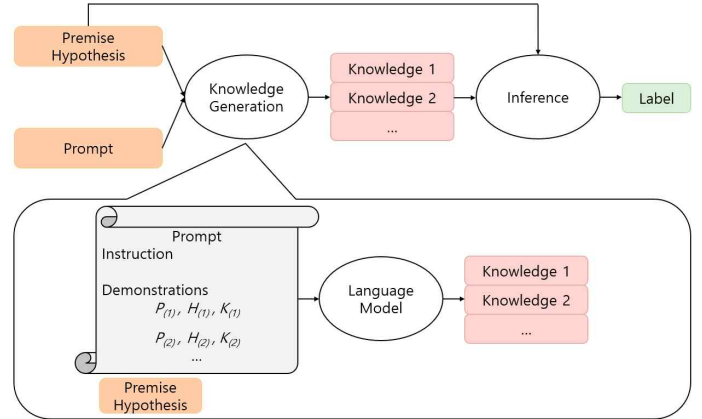 Premise
Hypothesis
Prompt
Knowledge
Generation
Knowledge 1
Knowledge 2
...
Inference
Label
Prompt
Instruction
Demonstrations
P(1), H(1), K(1)
P(2), H(2), K(2)
...
Premise
Hypothesis
Language
Model
Knowledge 1
Knowledge 2
...